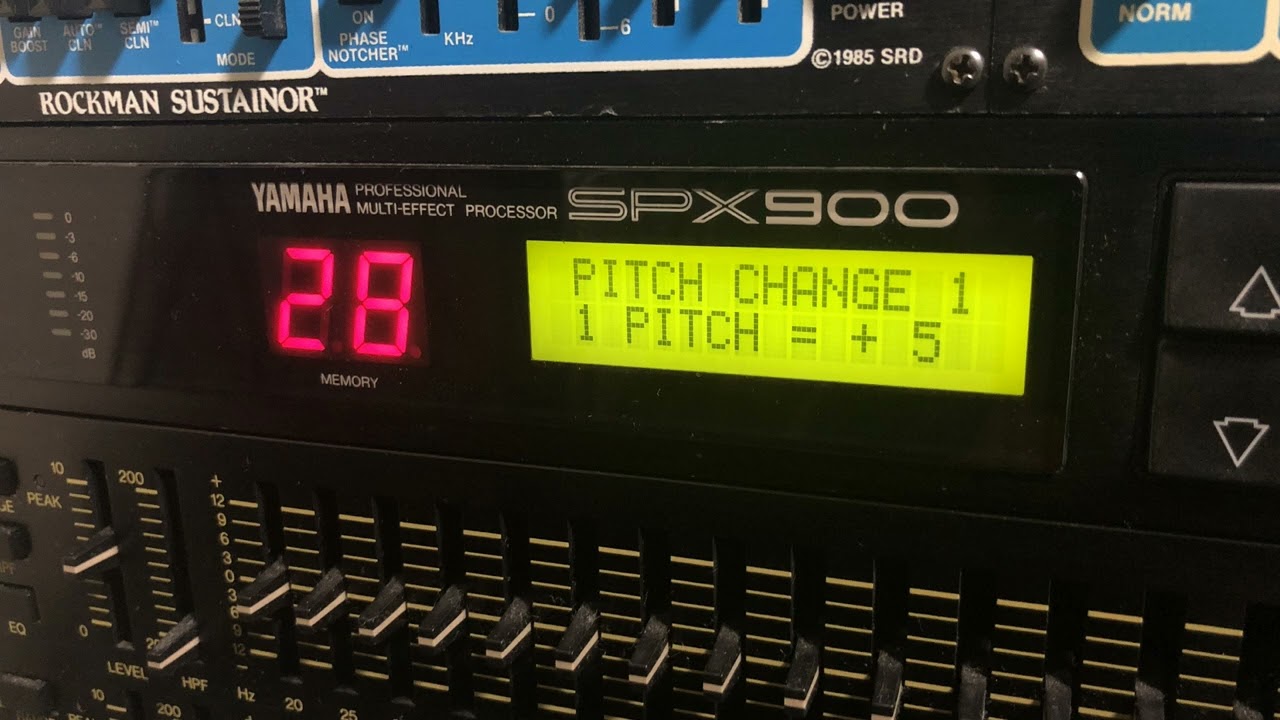 GAIN BOOST
AUTO™ CLN
SEMI™ CLN
CLN
MODE
ON
PHASE NOTCHER™
KHz
0
-6
POWER
©1985 SRD
NORM
ROCKMAN SUSTAINOR™
YAMAHA PROFESSIONAL MULTI-EFFECT PROCESSOR SPX900
0
-3
-6
-10
-15
-20
-30
dB
28
MEMORY
PITCH CHANGE 1
1 PITCH = + 5
PEAK
10
0
LEVEL
200
HPF
EQ
+
12
9
6
3
0
3
6
9
12
Hz
20
25
10
200